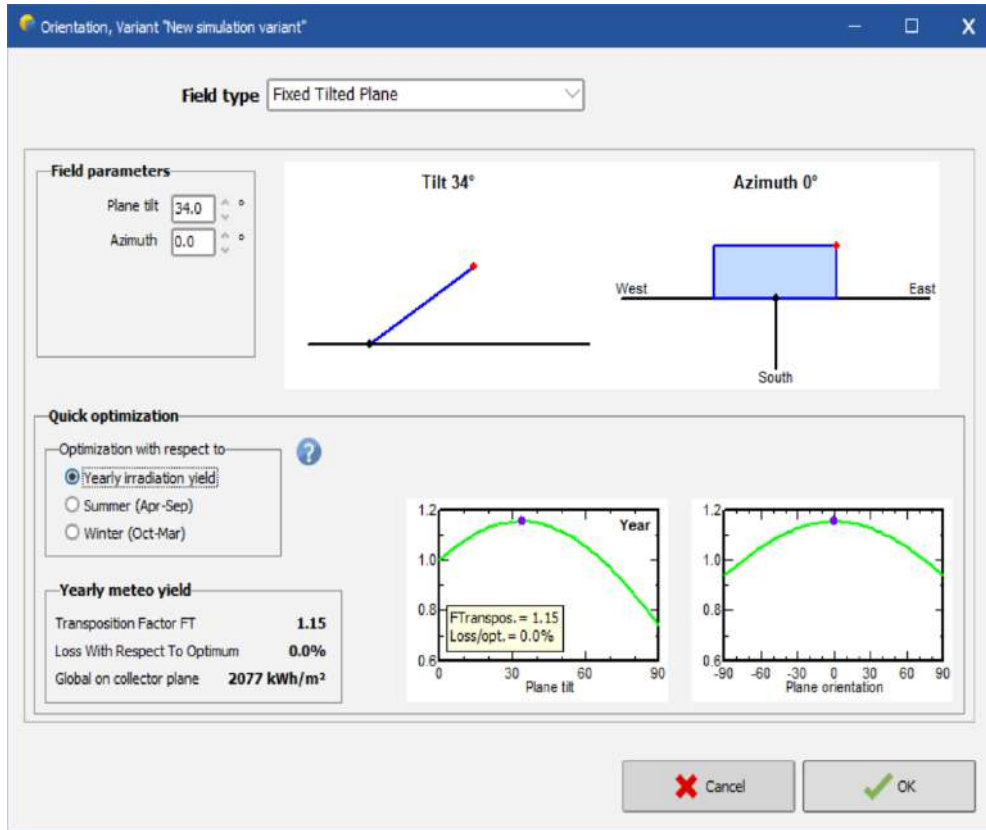 Orientation, Variant "New simulation variant"
Field type Fixed Tilted Plane
Field parameters
Plane tilt 34.0 °
Azimuth 0.0 °
Tilt 34°
Azimuth 0°
West East
South
Quick optimization
Optimization with respect to
Yearly irradiation yield
Summer (Apr-Sep)
Winter (Oct-Mar)
?
Yearly meteo yield
Transposition Factor FT 1.15
Loss With Respect To Optimum 0.0%
Global on collector plane 2077 kWh/m²
1.2 Year
1.0
0.8
FTranspos. = 1.15
Loss/opt. = 0.0%
0.6
0 30 60 90
Plane tilt
1.2
1.0
0.8
0.6
-90 -60 -30 0 30 60 90
Plane orientation
Cancel OK